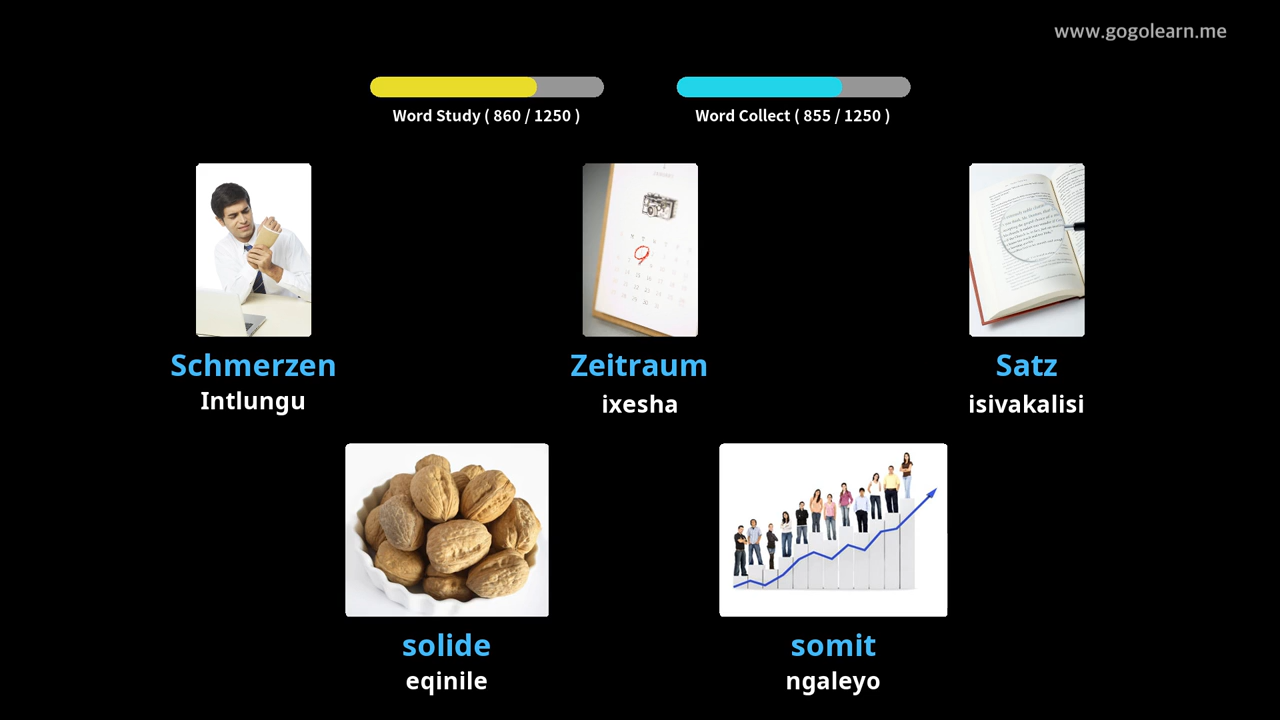 www.gogolearn.me
Word Study ( 860 / 1250 )
Word Collect ( 855 / 1250 )
Schmerzen
Intlungu
Zeitraum
ixesha
Satz
isivakalisi
solide
eqinile
somit
ngaleyo